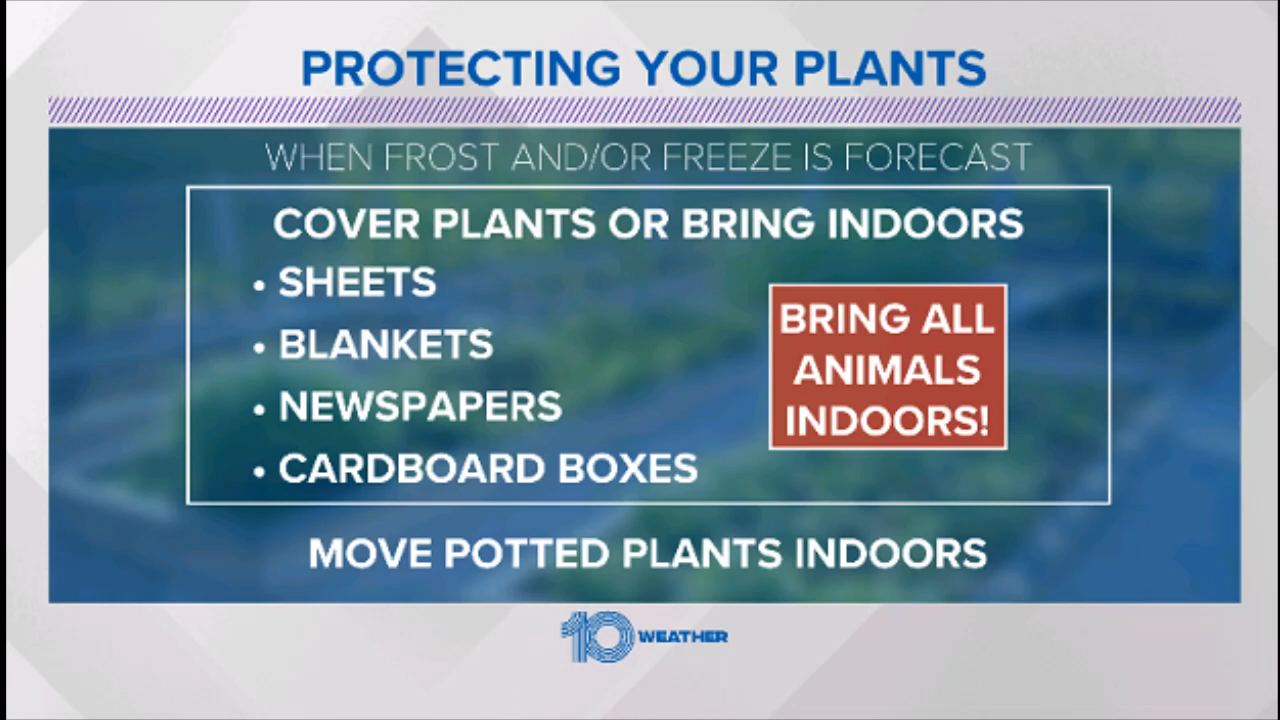 PROTECTING YOUR PLANTS
WHEN FROST AND/OR FREEZE IS FORECAST
COVER PLANTS OR BRING INDOORS
• SHEETS
• BLANKETS
• NEWSPAPERS
• CARDBOARD BOXES
BRING ALL
ANIMALS
INDOORS!
MOVE POTTED PLANTS INDOORS
10 WEATHER